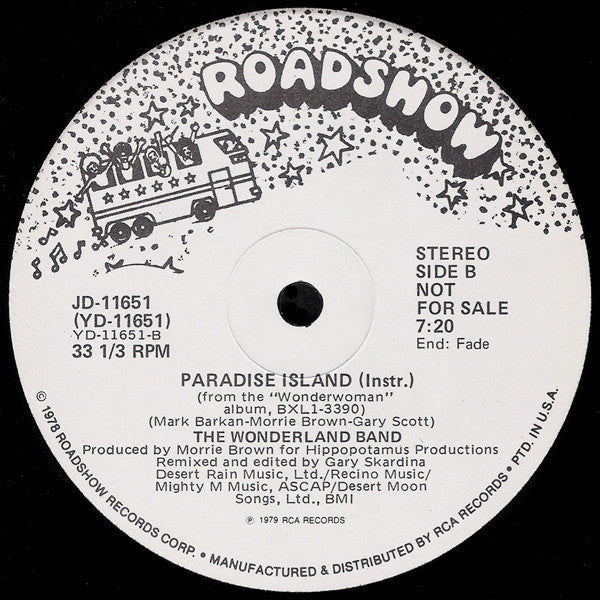 ROADSHOW
JD-11651
(YD-11651)
YD-11651-B
33 1/3 RPM
STEREO
SIDE B
NOT
FOR SALE
7:20
End: Fade
PARADISE ISLAND (Instr.)
(from the "Wonderwoman"
album, BXL1-3390)
(Mark Barkan-Morrie Brown-Gary Scott)
THE WONDERLAND BAND
Produced by Morrie Brown for Hippopotamus Productions
Remixed and edited by Gary Skardina
Desert Rain Music, Ltd./Recino Music/
Mighty M Music, ASCAP/Desert Moon
Songs, Ltd., BMI
℗ 1979 RCA RECORDS
© 1978 ROADSHOW RECORDS CORP. • MANUFACTURED & DISTRIBUTED BY RCA RECORDS • PTD. IN U.S.A.